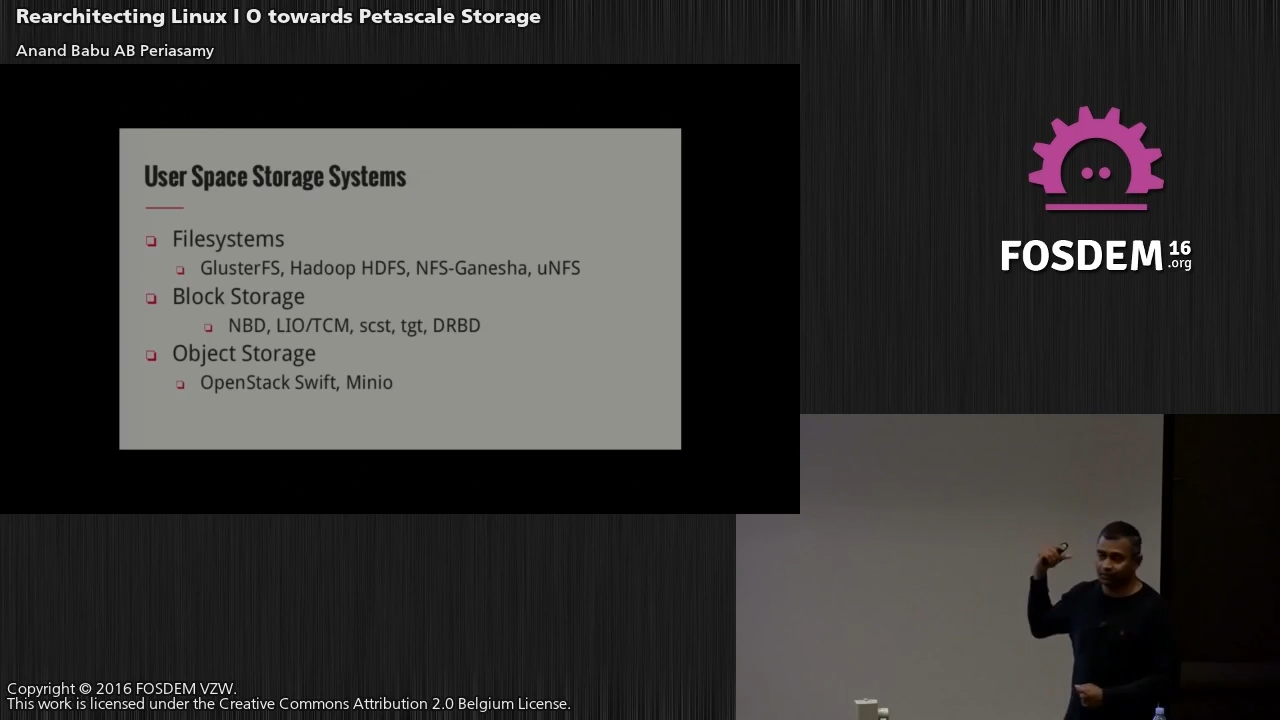 Rearchitecting Linux I O towards Petascale Storage
Anand Babu AB Periasamy
User Space Storage Systems
Filesystems
GlusterFS, Hadoop HDFS, NFS-Ganesha, uNFS
Block Storage
NBD, LIO/TCM, scst, tgt, DRBD
Object Storage
OpenStack Swift, Minio
FOSDEM 16 .org
Copyright © 2016 FOSDEM VZW.
This work is licensed under the Creative Commons Attribution 2.0 Belgium License.